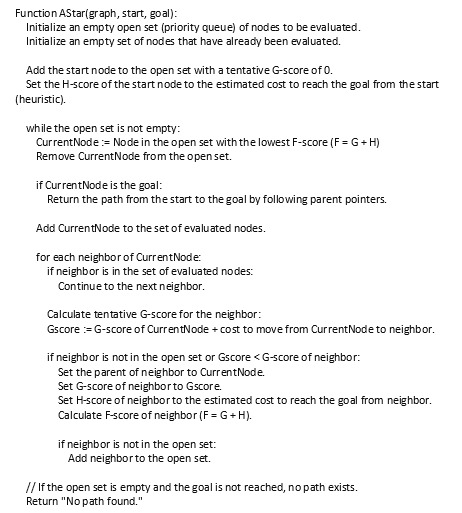 Function AStar(graph, start, goal):
Initialize an empty open set (priority queue) of nodes to be evaluated.
Initialize an empty set of nodes that have already been evaluated.
Add the start node to the open set with a tentative G-score of 0.
Set the H-score of the start node to the estimated cost to reach the goal from the start
(heuristic).
while the open set is not empty:
CurrentNode := Node in the open set with the lowest F-score (F = G + H)
Remove CurrentNode from the open set.
if CurrentNode is the goal:
Return the path from the start to the goal by following parent pointers.
Add CurrentNode to the set of evaluated nodes.
for each neighbor of CurrentNode:
if neighbor is in the set of evaluated nodes:
Continue to the next neighbor.
Calculate tentative G-score for the neighbor:
Gscore := G-score of CurrentNode + cost to move from CurrentNode to neighbor.
if neighbor is not in the open set or Gscore < G-score of neighbor:
Set the parent of neighbor to CurrentNode.
Set G-score of neighbor to Gscore.
Set H-score of neighbor to the estimated cost to reach the goal from neighbor.
Calculate F-score of neighbor (F = G + H).
if neighbor is not in the open set:
Add neighbor to the open set.
// If the open set is empty and the goal is not reached, no path exists.
Return "No path found."